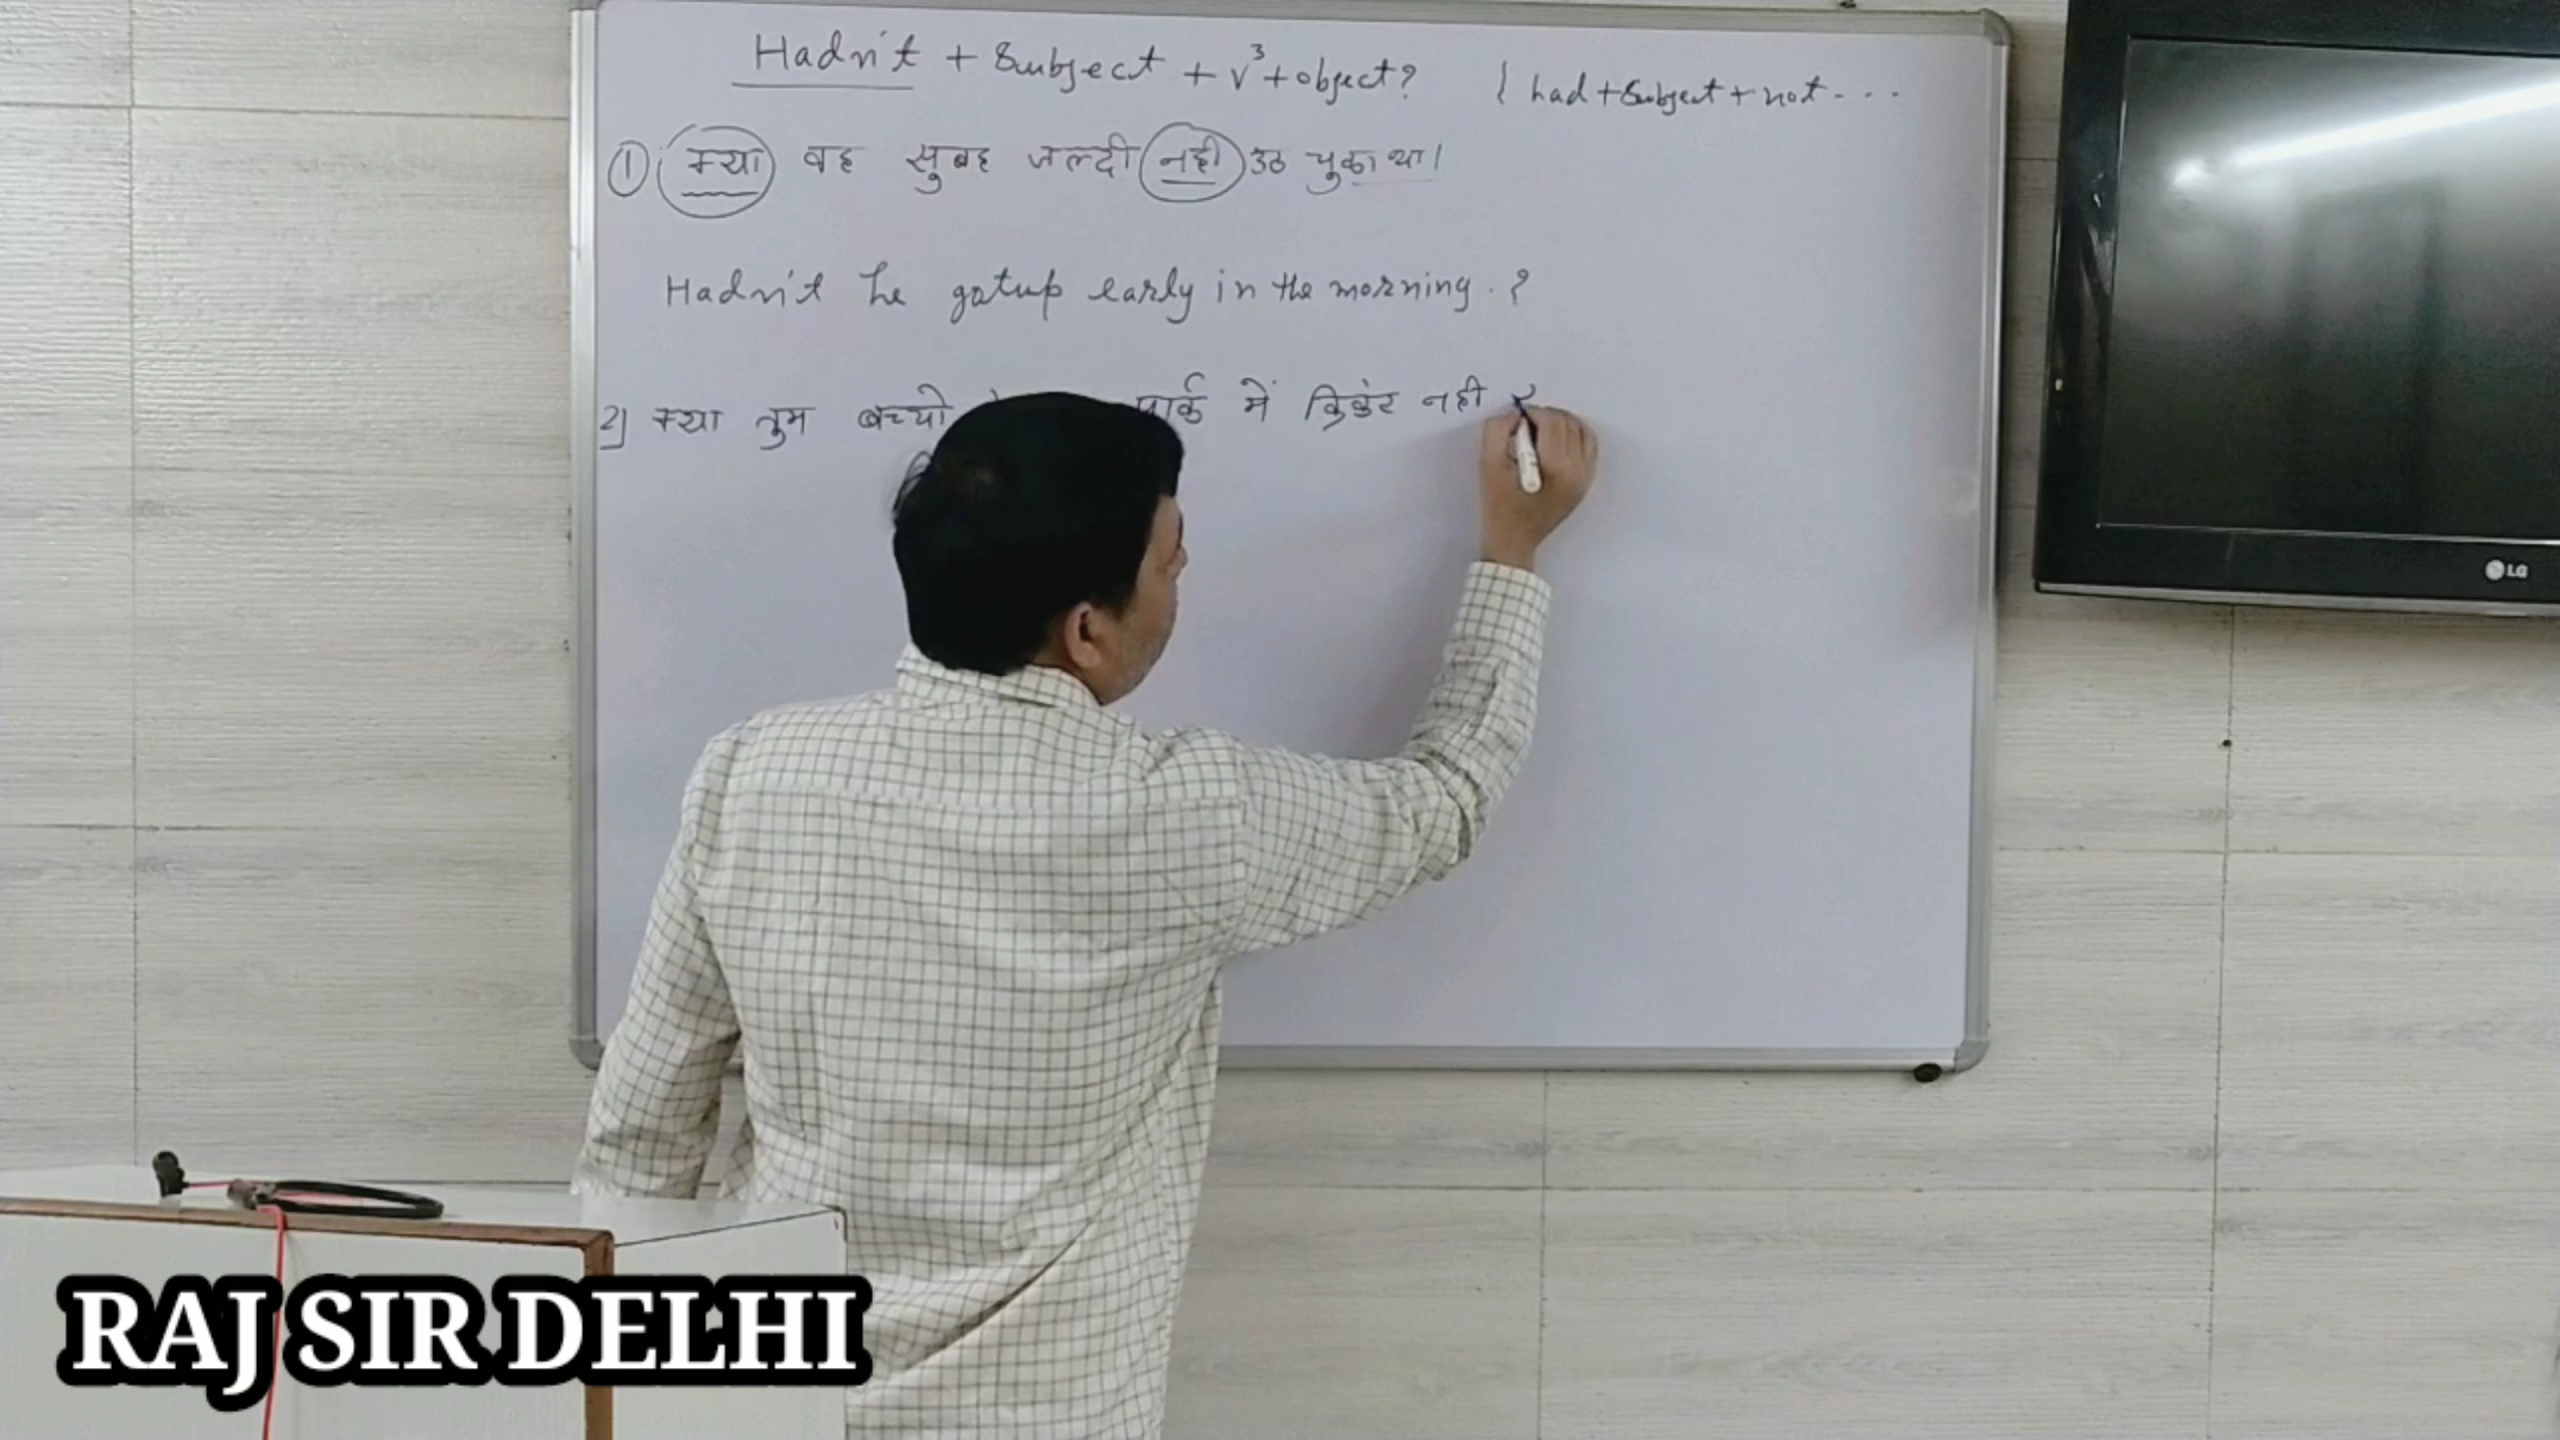 Hadn't + Subject + V³ + object? { had + Subject + not - - -
① क्या वह सुबह जल्दी नही उठ चुका था।
Hadn't he gotup early in the morning. ?
2) क्या तुम बच्चो पार्क में क्रिकेट नही
LG
RAJ SIR DELHI